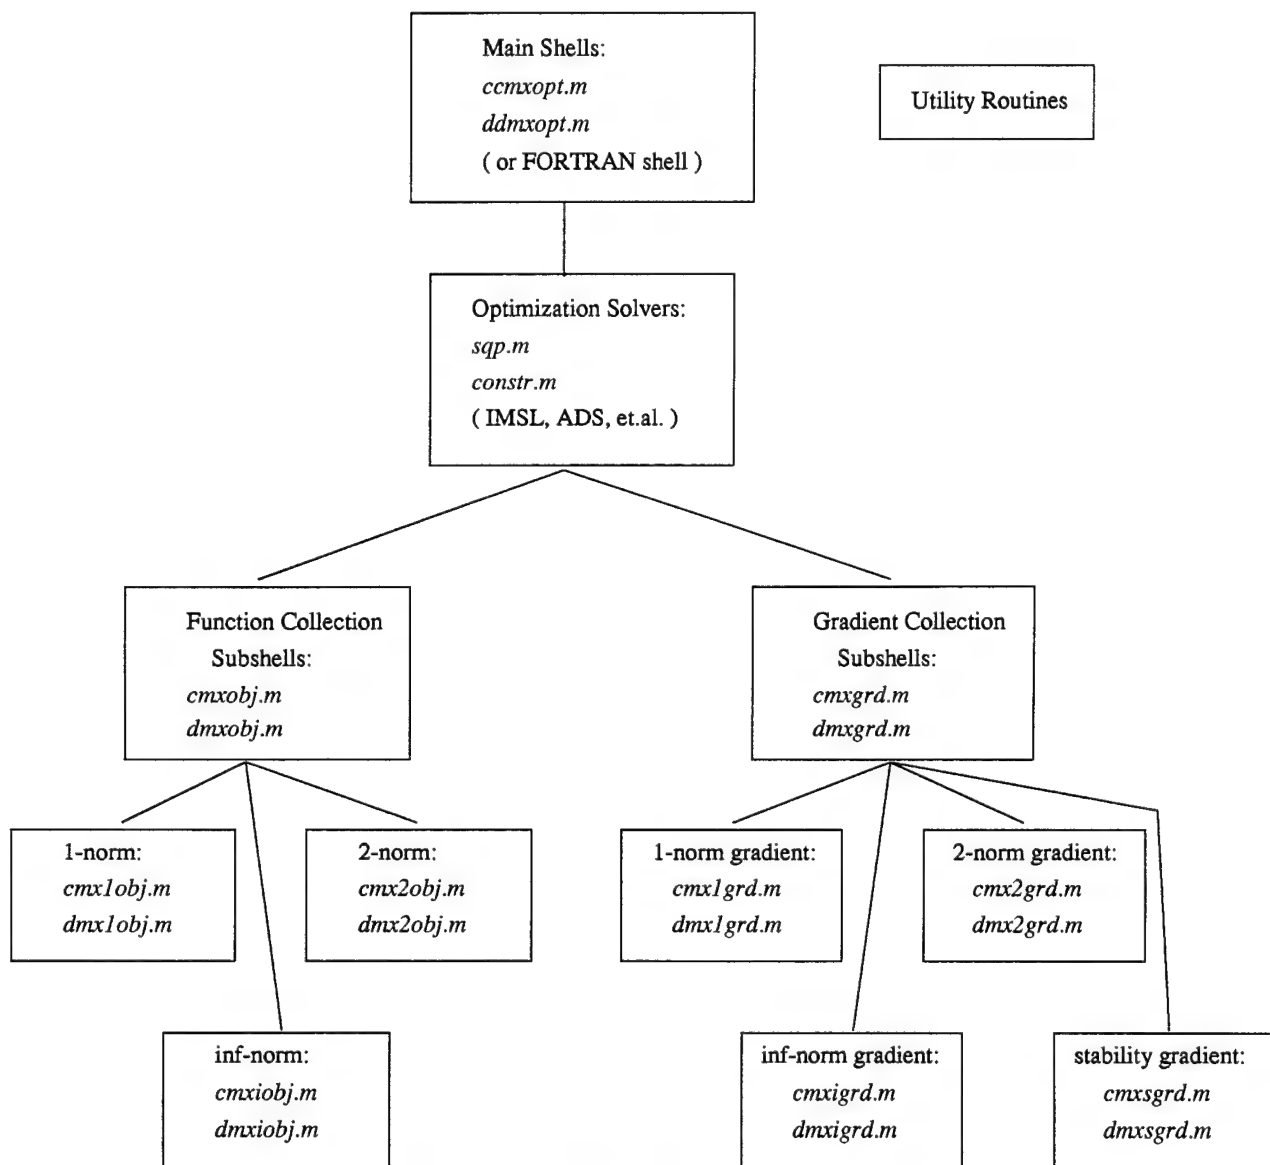 Main Shells:
ccmxopt.m
ddmxopt.m
( or FORTRAN shell )
Utility Routines
Optimization Solvers:
sqp.m
constr.m
( IMSL, ADS, et.al. )
Function Collection
Subshells:
cmxobj.m
dmxobj.m
Gradient Collection
Subshells:
cmxgrd.m
dmxgrd.m
1-norm:
cmx1obj.m
dmx1obj.m
2-norm:
cmx2obj.m
dmx2obj.m
1-norm gradient:
cmx1grd.m
dmx1grd.m
2-norm gradient:
cmx2grd.m
dmx2grd.m
inf-norm:
cmxiobj.m
dmxiobj.m
inf-norm gradient:
cmxigrd.m
dmxigrd.m
stability gradient:
cmxsgrd.m
dmxsgrd.m